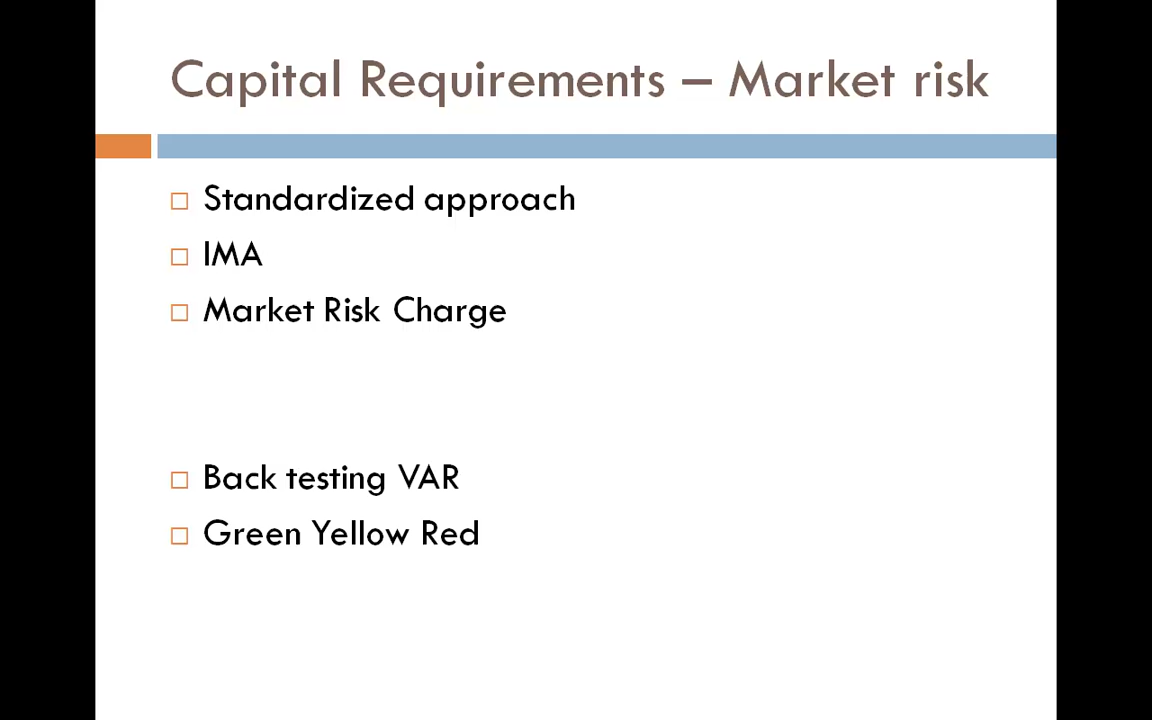 Capital Requirements – Market risk
Standardized approach
IMA
Market Risk Charge
Back testing VAR
Green Yellow Red